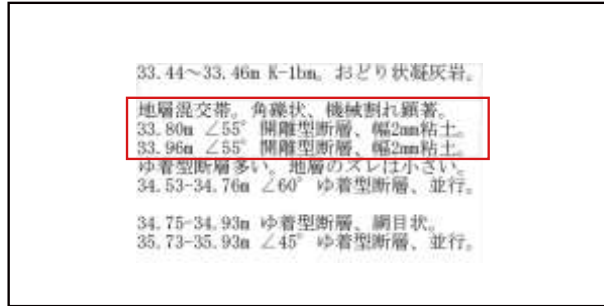 33.44～33.46m K-1bm。おどり状凝灰岩。
地層混交帯。角礫状、機械割れ顕著。
33.80m ∠55° 開離型断層、幅2mm粘土。
33.96m ∠55° 開離型断層、幅2mm粘土。
ゆ着型断層多い。地層のズレは小さい。
34.53-34.76m ∠60° ゆ着型断層、並行。
34.75-34.93m ゆ着型断層、網目状。
35.73-35.93m ∠45° ゆ着型断層、並行。